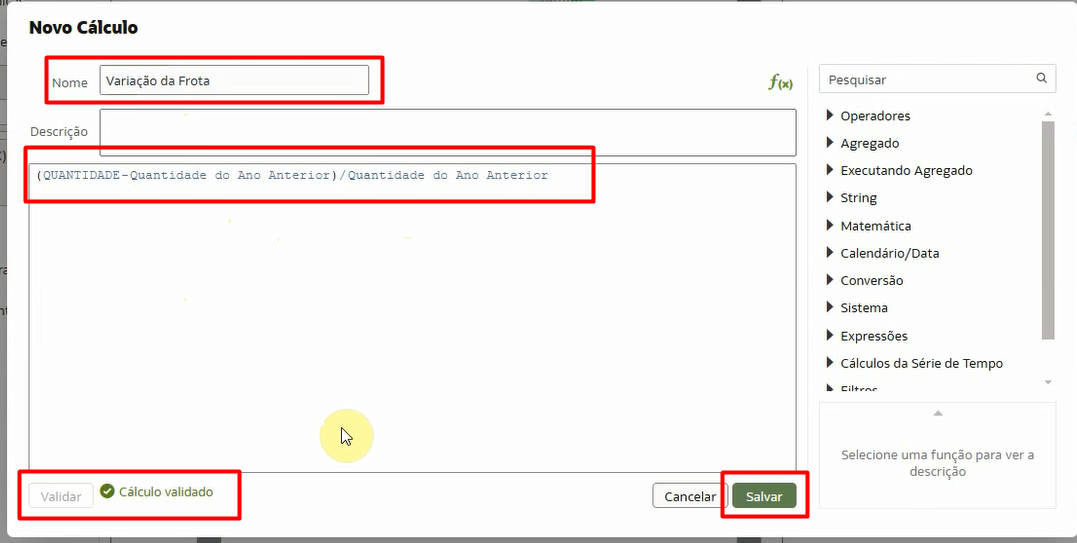 Novo Cálculo
Nome
Variação da Frota
f(x)
Descrição
(QUANTIDADE-Quantidade do Ano Anterior)/Quantidade do Ano Anterior
Validar
Cálculo validado
Cancelar
Salvar
Pesquisar
Operadores
Agregado
Executando Agregado
String
Matemática
Calendário/Data
Conversão
Sistema
Expressões
Cálculos da Série de Tempo
Filtros
Selecione uma função para ver a
descrição